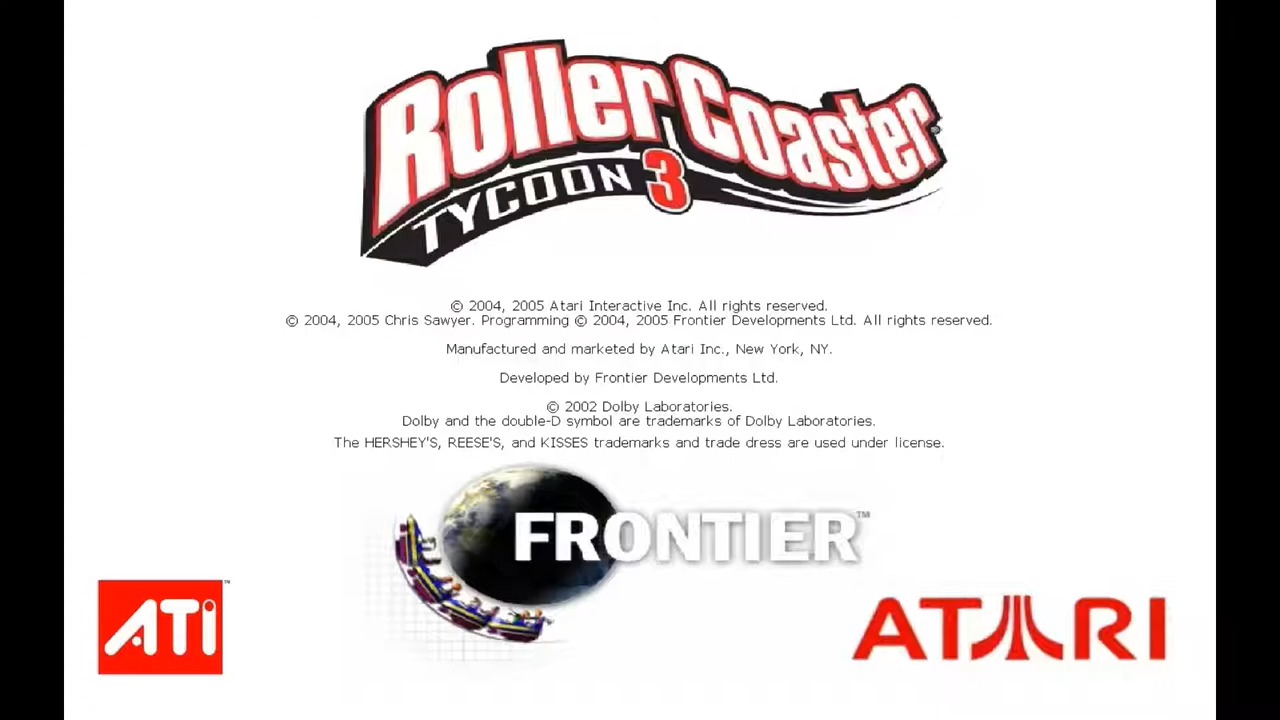 RollerCoaster®
TYCOON 3
© 2004, 2005 Atari Interactive Inc. All rights reserved.
© 2004, 2005 Chris Sawyer. Programming © 2004, 2005 Frontier Developments Ltd. All rights reserved.
Manufactured and marketed by Atari Inc., New York, NY.
Developed by Frontier Developments Ltd.
© 2002 Dolby Laboratories.
Dolby and the double-D symbol are trademarks of Dolby Laboratories.
The HERSHEY'S, REESE'S, and KISSES trademarks and trade dress are used under license.
FRONTIER™
ATi™
ATARI